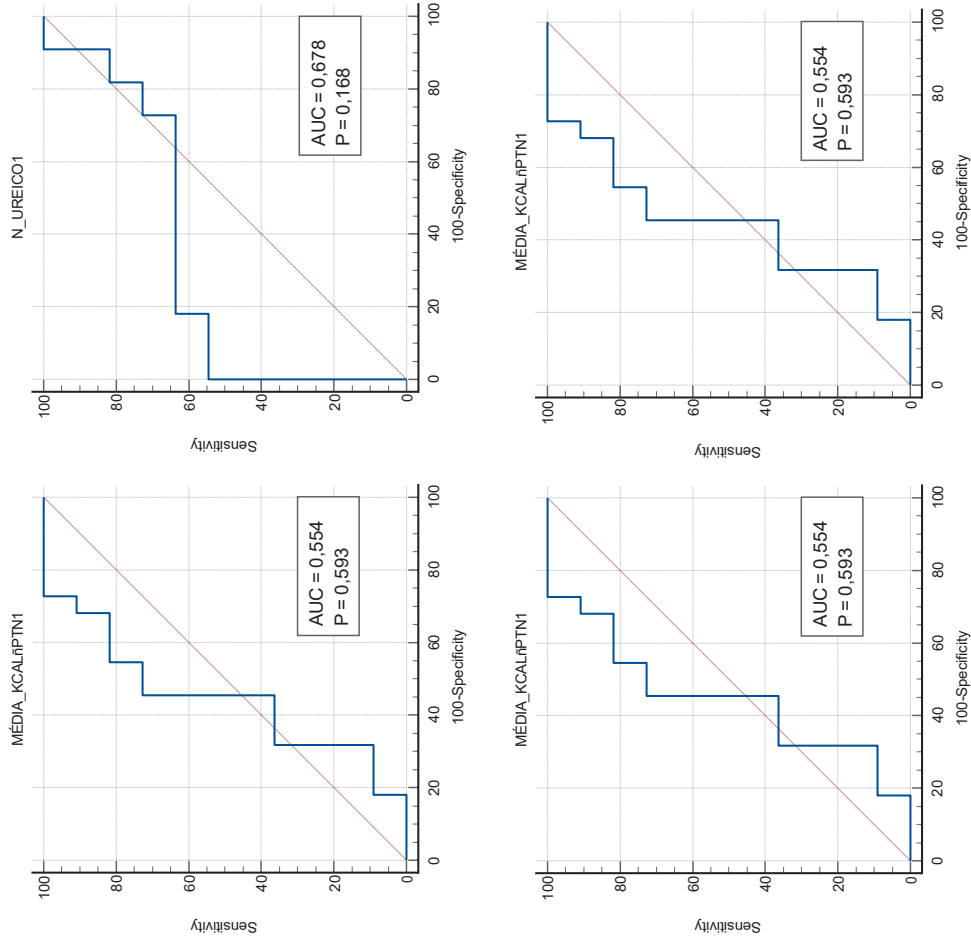 MÉDIA_KCALñPTN1
100
80
60
40
20
0
Sensitivity
0
20
40
60
80
100
100-Specificity
AUC = 0,554
P = 0,593
N_UREICO1
100
80
60
40
20
0
Sensitivity
0
20
40
60
80
100
100-Specificity
AUC = 0,678
P = 0,168
MÉDIA_KCALñPTN1
100
80
60
40
20
0
Sensitivity
0
20
40
60
80
100
100-Specificity
AUC = 0,554
P = 0,593
MÉDIA_KCALñPTN1
100
80
60
40
20
0
Sensitivity
0
20
40
60
80
100
100-Specificity
AUC = 0,554
P = 0,593